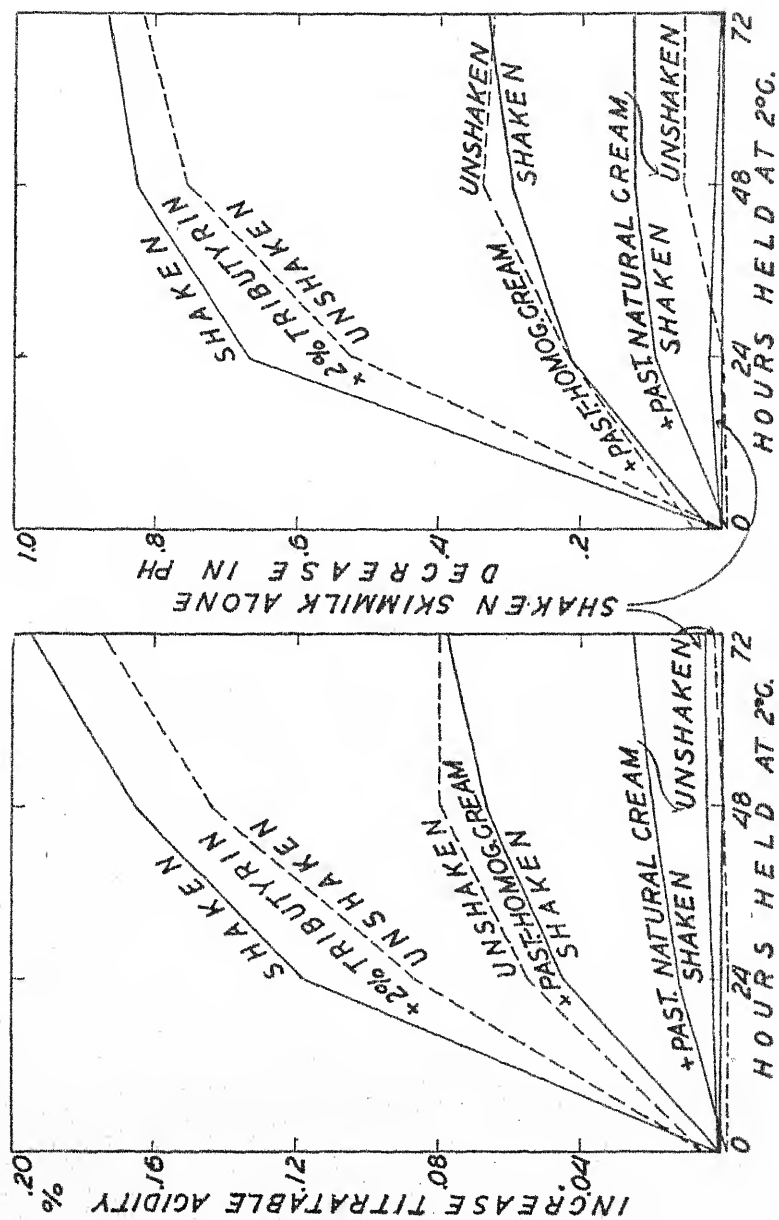 INCREASE TITRATABLE ACIDITY
%
.20
.16
.12
.08
.04
SHAKEN
+2% TRIBUTYRIN
UNSHAKEN
UNSHAKEN
+PAST.-HOMOG.CREAM
SHAKEN
+PAST. NATURAL CREAM
SHAKEN
UNSHAKEN
0 24 48 72
HOURS HELD AT 2°C.
SHAKEN SKIMMILK ALONE
DECREASE IN PH
1.0
.8
.6
.4
.2
SHAKEN
+2% TRIBUTYRIN
UNSHAKEN
UNSHAKEN
+PAST.-HOMOG.CREAM
SHAKEN
+PAST. NATURAL CREAM
SHAKEN
UNSHAKEN
0 24 48 72
HOURS HELD AT 2°C.